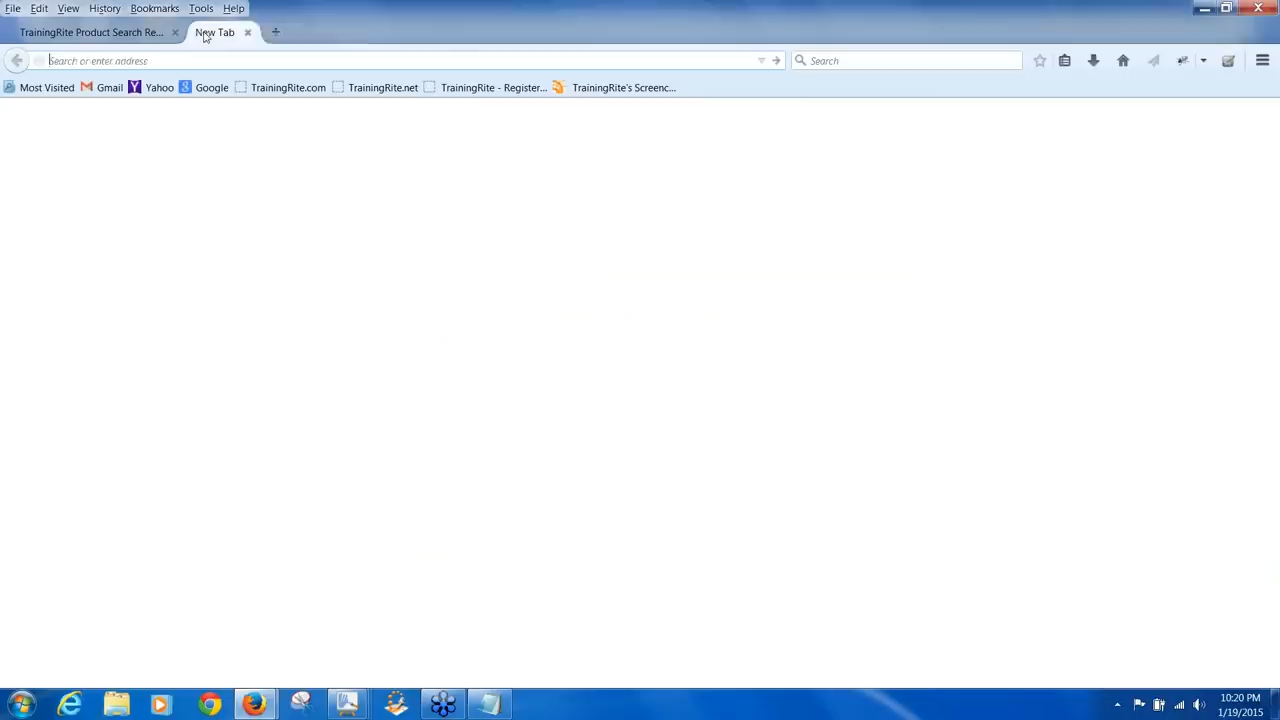 File Edit View History Bookmarks Tools Help
TrainingRite Product Search Re... New Tab
Search or enter address Search
Most Visited Gmail Yahoo Google TrainingRite.com TrainingRite.net TrainingRite - Register... TrainingRite's Screenc...
10:20 PM
1/19/2015